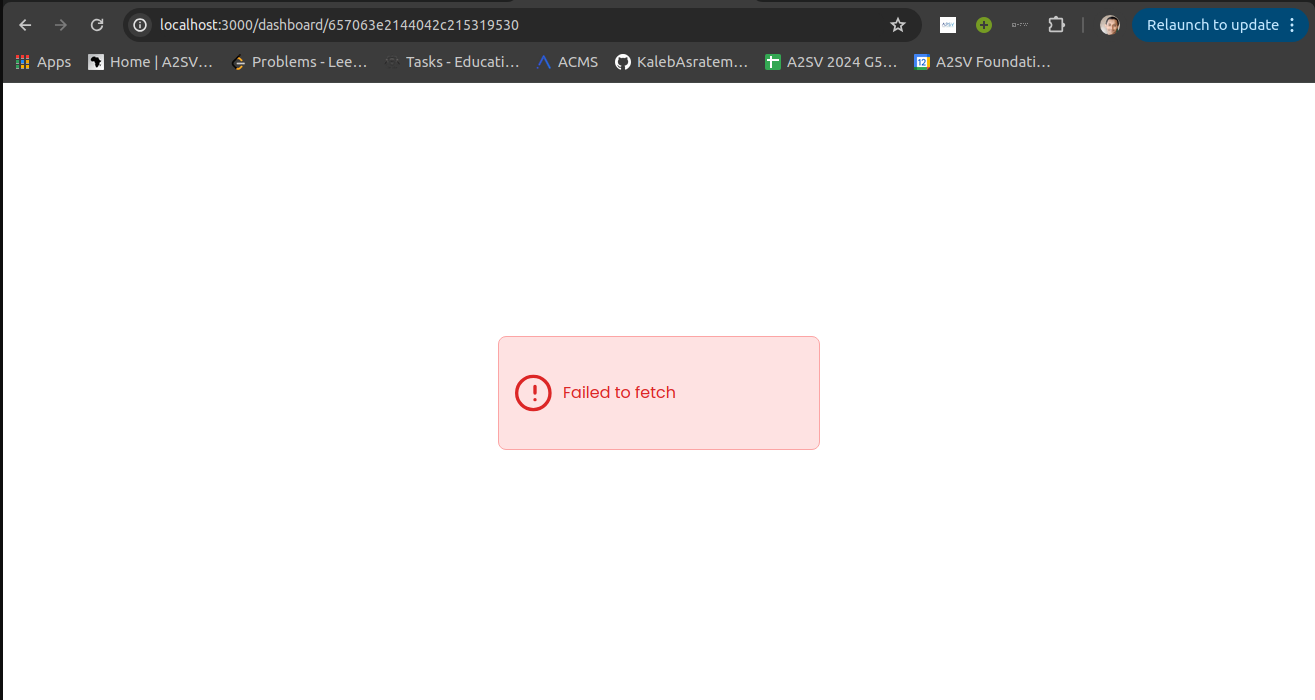 localhost:3000/dashboard/657063e2144042c215319530
Relaunch to update
Apps Home | A2SV... Problems - Lee... Tasks - Educati... ACMS KalebAsratem... A2SV 2024 G5... 12 A2SV Foundati...
Failed to fetch